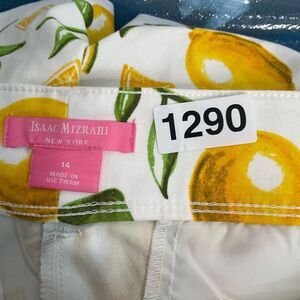 ISAAC MIZRAHI
NEW YORK
14
MADE IN
VIETNAM
1290